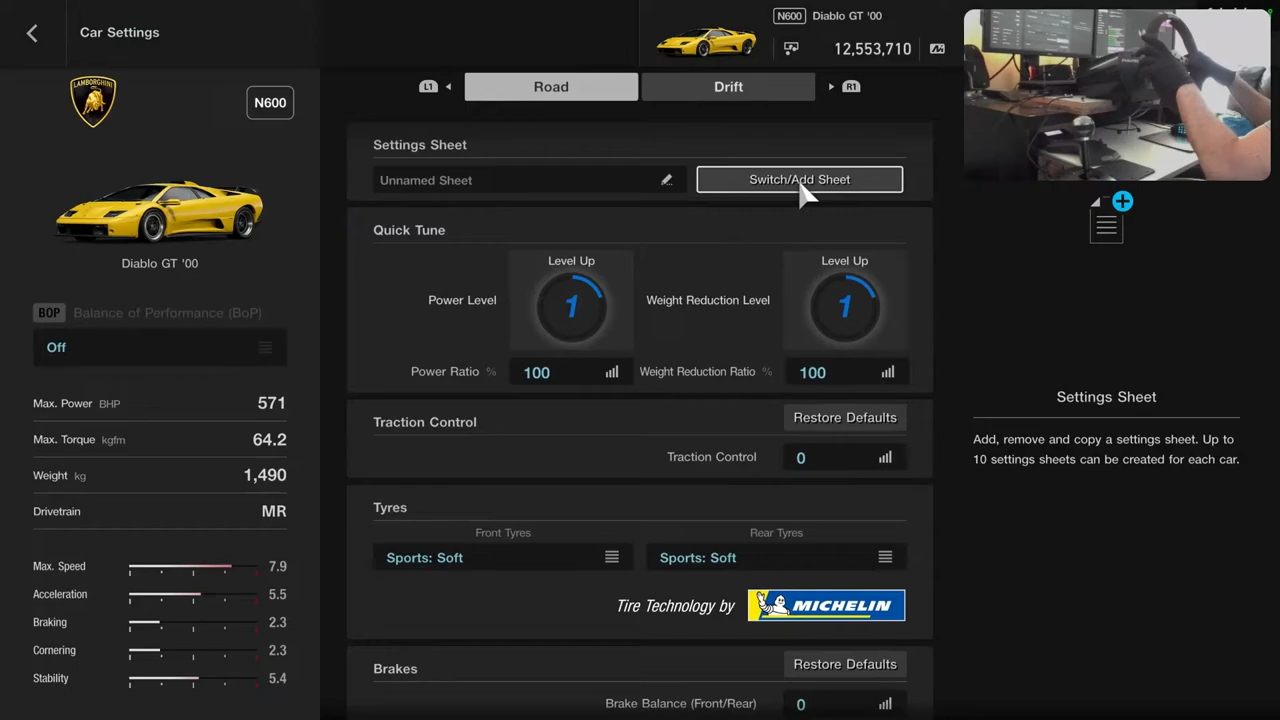 Car Settings
N600 Diablo GT '00
12,553,710
LAMBORGHINI
N600
L1 Road Drift R1
Settings Sheet
Unnamed Sheet Switch/Add Sheet
Quick Tune
Level Up Level Up
Power Level 1 Weight Reduction Level 1
Power Ratio % 100 Weight Reduction Ratio % 100
Diablo GT '00
BOP Balance of Performance (BoP)
Off
Max. Power BHP 571
Max. Torque kgfm 64.2
Weight kg 1,490
Drivetrain MR
Max. Speed 7.9
Acceleration 5.5
Braking 2.3
Cornering 2.3
Stability 5.4
Traction Control Restore Defaults
Traction Control 0
Tyres
Front Tyres Rear Tyres
Sports: Soft Sports: Soft
Tire Technology by MICHELIN
Brakes Restore Defaults
Brake Balance (Front/Rear) 0
Settings Sheet
Add, remove and copy a settings sheet. Up to
10 settings sheets can be created for each car.